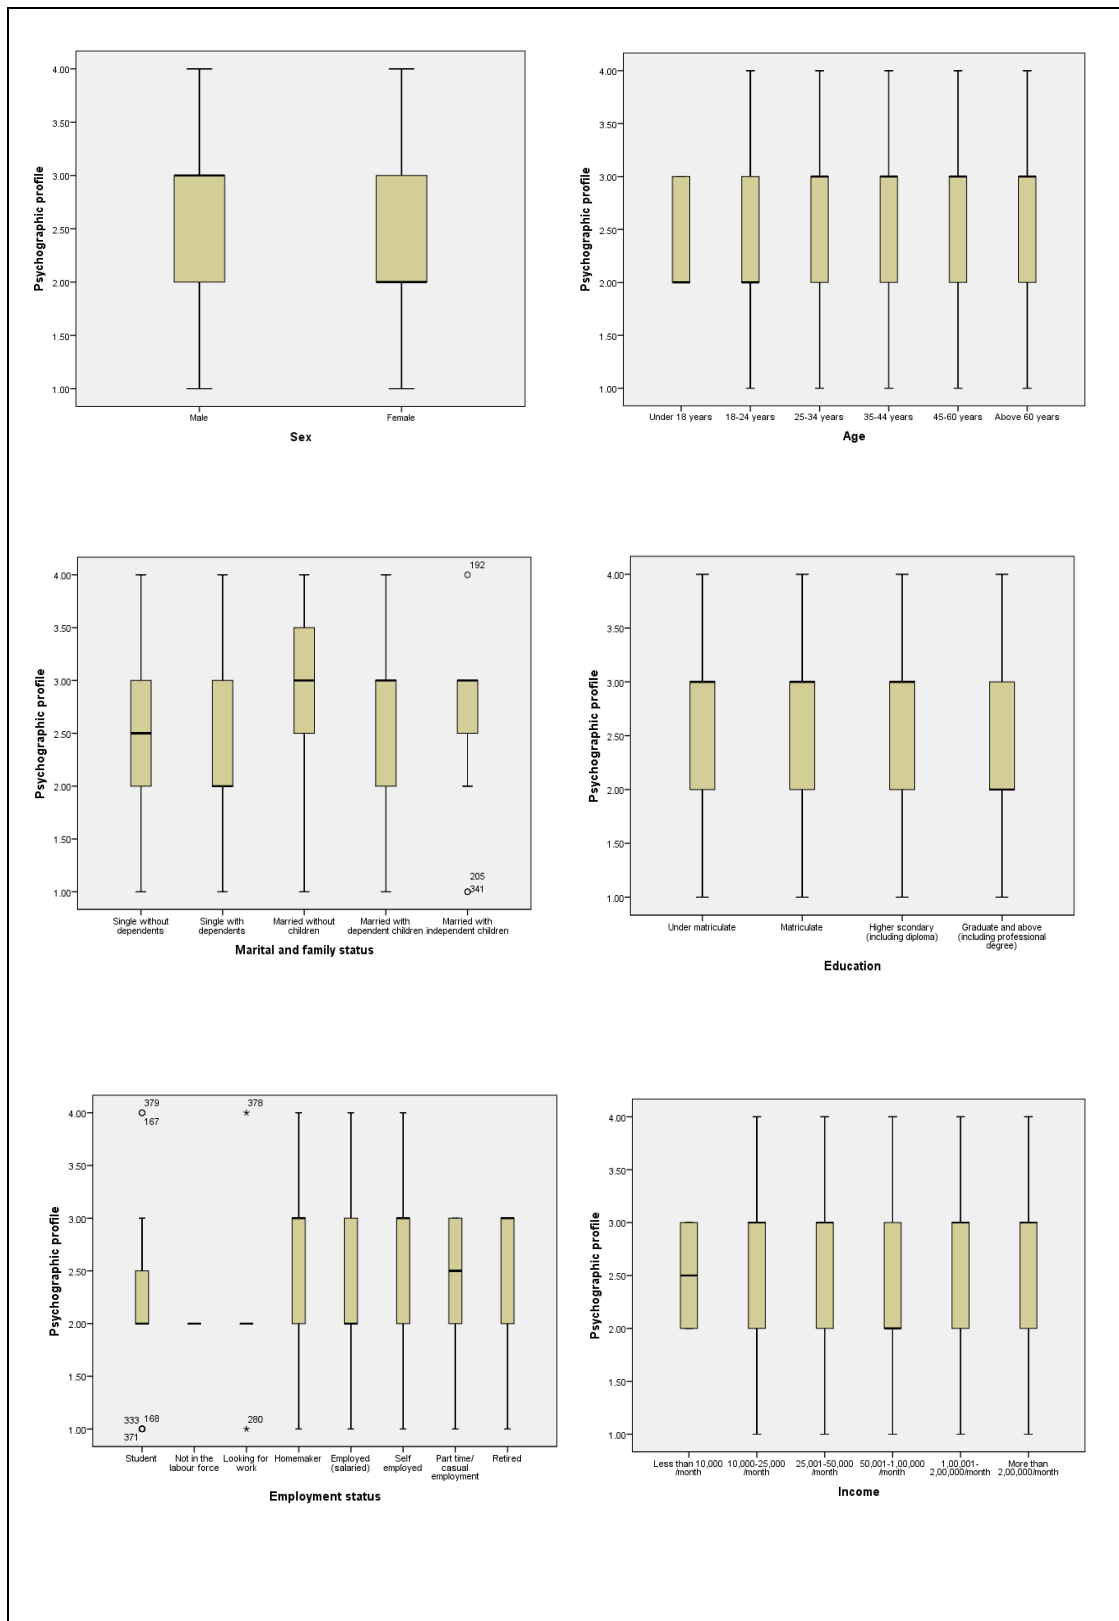 4.00
3.50
3.00
2.50
2.00
1.50
1.00
Psychographic profile
Male
Female
Sex
4.00
3.50
3.00
2.50
2.00
1.50
1.00
Psychographic profile
Under 18 years
18-24 years
25-34 years
35-44 years
45-60 years
Above 60 years
Age
4.00
3.50
3.00
2.50
2.00
1.50
1.00
Psychographic profile
192
205
341
Single without
dependents
Single with
dependents
Married without
children
Married with
dependent children
Married with
independent children
Marital and family status
4.00
3.50
3.00
2.50
2.00
1.50
1.00
Psychographic profile
Under matriculate
Matriculate
Higher scondary
(including diploma)
Graduate and above
(including professional
degree)
Education
4.00
3.50
3.00
2.50
2.00
1.50
1.00
Psychographic profile
379
167
378
333 168
371
280
Student
Not in the
labour force
Looking for
work
Homemaker
Employed
(salaried)
Self
employed
Part time/
casual
employment
Retired
Employment status
4.00
3.50
3.00
2.50
2.00
1.50
1.00
Psychographic profile
Less than 10,000
/month
10,000-25,000
/month
25,001-50,000
/month
50,001-1,00,000
/month
1,00,001-
2,00,000/month
More than
2,00,000/month
Income